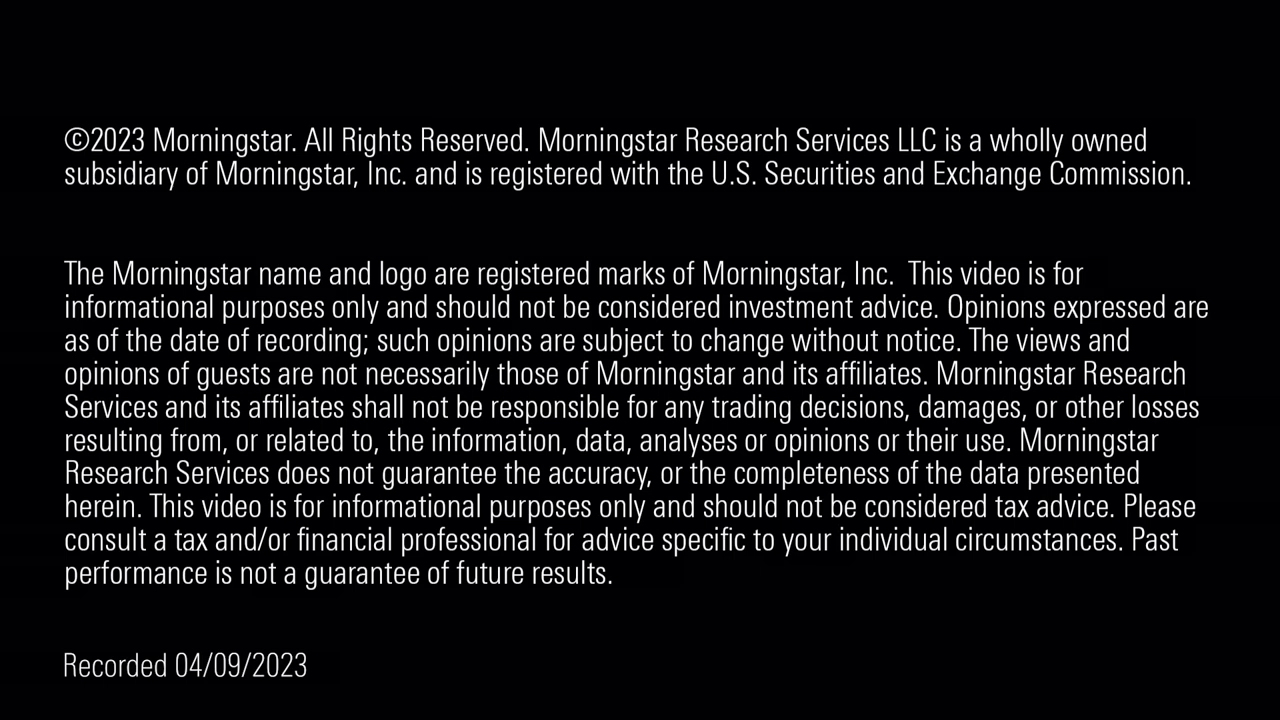 ©2023 Morningstar. All Rights Reserved. Morningstar Research Services LLC is a wholly owned
subsidiary of Morningstar, Inc. and is registered with the U.S. Securities and Exchange Commission.
The Morningstar name and logo are registered marks of Morningstar, Inc.  This video is for
informational purposes only and should not be considered investment advice. Opinions expressed are
as of the date of recording; such opinions are subject to change without notice. The views and
opinions of guests are not necessarily those of Morningstar and its affiliates. Morningstar Research
Services and its affiliates shall not be responsible for any trading decisions, damages, or other losses
resulting from, or related to, the information, data, analyses or opinions or their use. Morningstar
Research Services does not guarantee the accuracy, or the completeness of the data presented
herein. This video is for informational purposes only and should not be considered tax advice. Please
consult a tax and/or financial professional for advice specific to your individual circumstances. Past
performance is not a guarantee of future results.
Recorded 04/09/2023